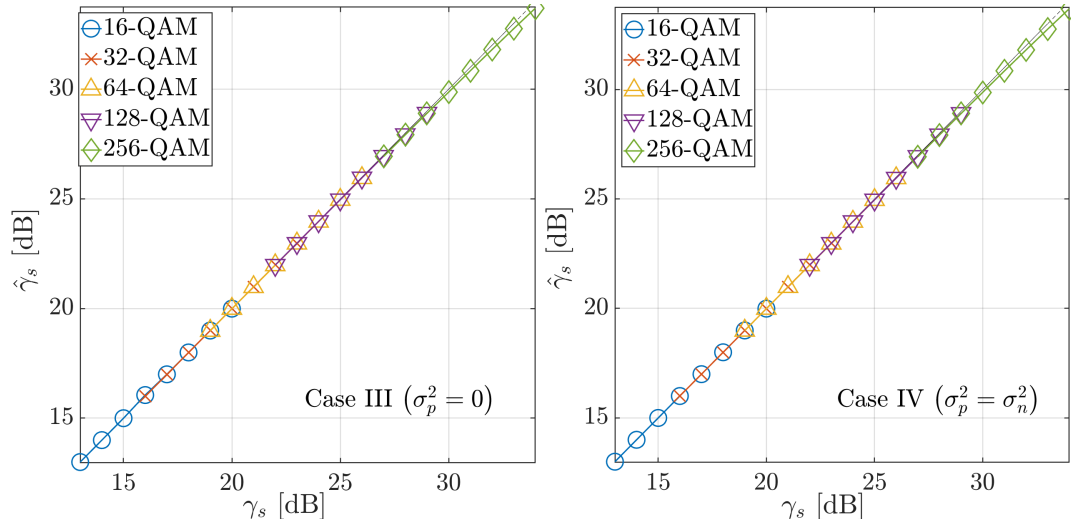 16-QAM
32-QAM
64-QAM
128-QAM
256-QAM
30
25
20
15
15
20
25
30
γ̂ₛ [dB]
γₛ [dB]
Case III (σₚ² = 0)
16-QAM
32-QAM
64-QAM
128-QAM
256-QAM
30
25
20
15
15
20
25
30
γ̂ₛ [dB]
γₛ [dB]
Case IV (σₚ² = σₙ²)